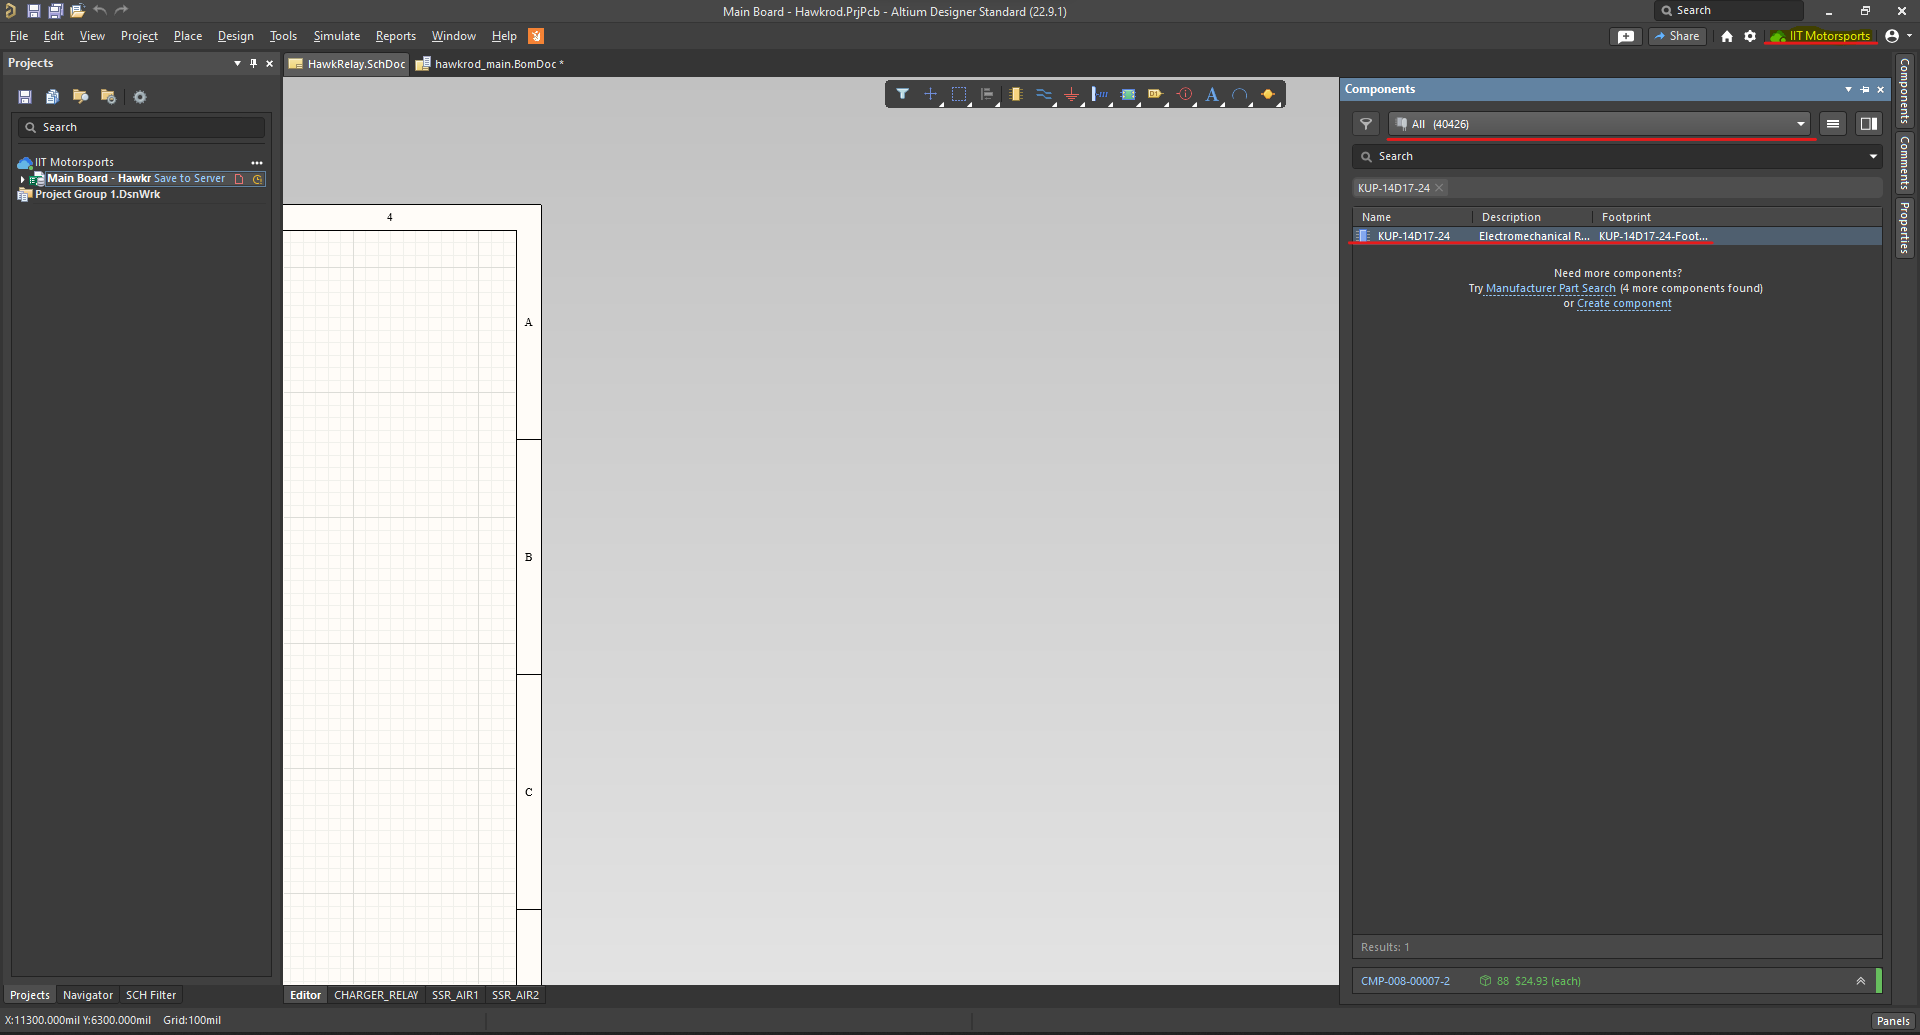 Main Board - Hawkrod.PrjPcb - Altium Designer Standard (22.9.1)
Search
File Edit View Project Place Design Tools Simulate Reports Window Help
Share
IIT Motorsports
Projects
HawkRelay.SchDoc
hawkrod_main.BomDoc *
Search
IIT Motorsports
Main Board - Hawkr Save to Server
Project Group 1.DsnWrk
4
A
B
C
Components
All (40426)
Search
KUP-14D17-24
Name Description Footprint
KUP-14D17-24 Electromechanical R... KUP-14D17-24-Foot...
Need more components?
Try Manufacturer Part Search (4 more components found)
or Create component
Results: 1
CMP-008-00007-2 88 $24.93 (each)
Components
Comments
Properties
Projects Navigator SCH Filter
Editor CHARGER_RELAY SSR_AIR1 SSR_AIR2
X:11300.000mil Y:6300.000mil Grid:100mil
Panels